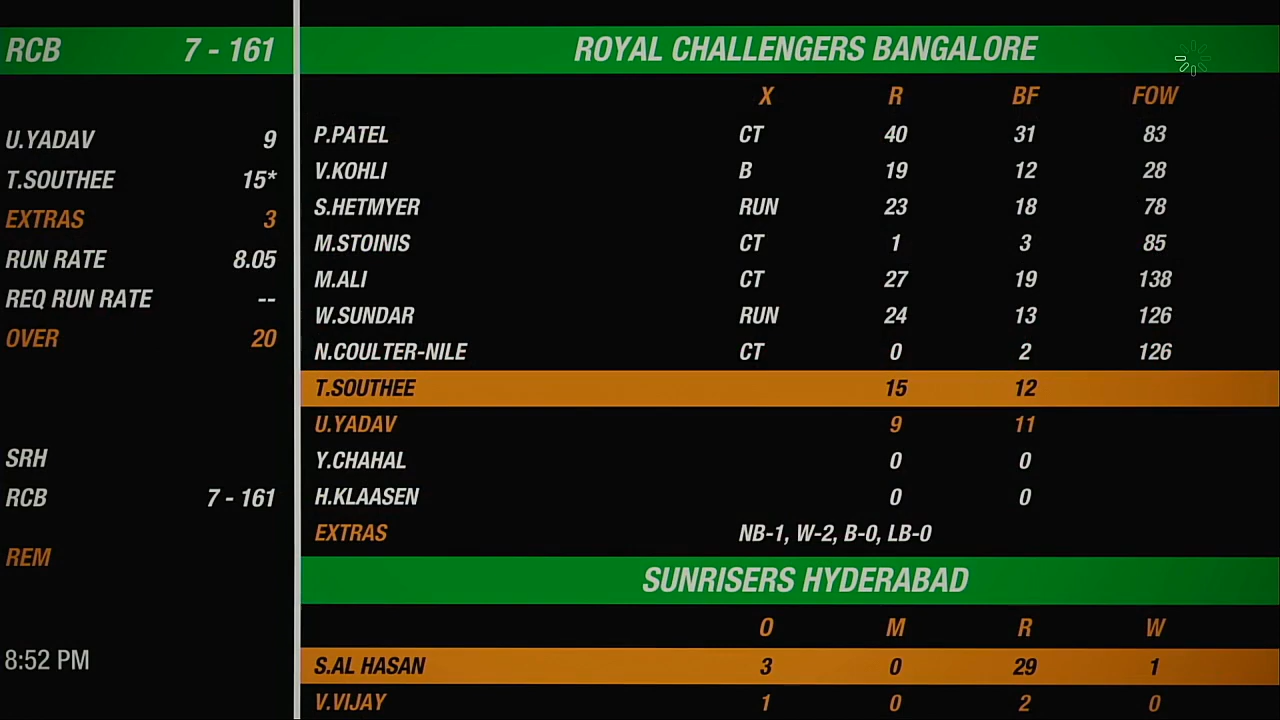 RCB 7 - 161
U.YADAV 9
T.SOUTHEE 15*
EXTRAS 3
RUN RATE 8.05
REQ RUN RATE --
OVER 20
SRH
RCB 7 - 161
REM
8:52 PM
ROYAL CHALLENGERS BANGALORE
X R BF FOW
P.PATEL CT 40 31 83
V.KOHLI B 19 12 28
S.HETMYER RUN 23 18 78
M.STOINIS CT 1 3 85
M.ALI CT 27 19 138
W.SUNDAR RUN 24 13 126
N.COULTER-NILE CT 0 2 126
T.SOUTHEE 15 12
U.YADAV 9 11
Y.CHAHAL 0 0
H.KLAASEN 0 0
EXTRAS NB-1, W-2, B-0, LB-0
SUNRISERS HYDERABAD
O M R W
S.AL HASAN 3 0 29 1
V.VIJAY 1 0 2 0